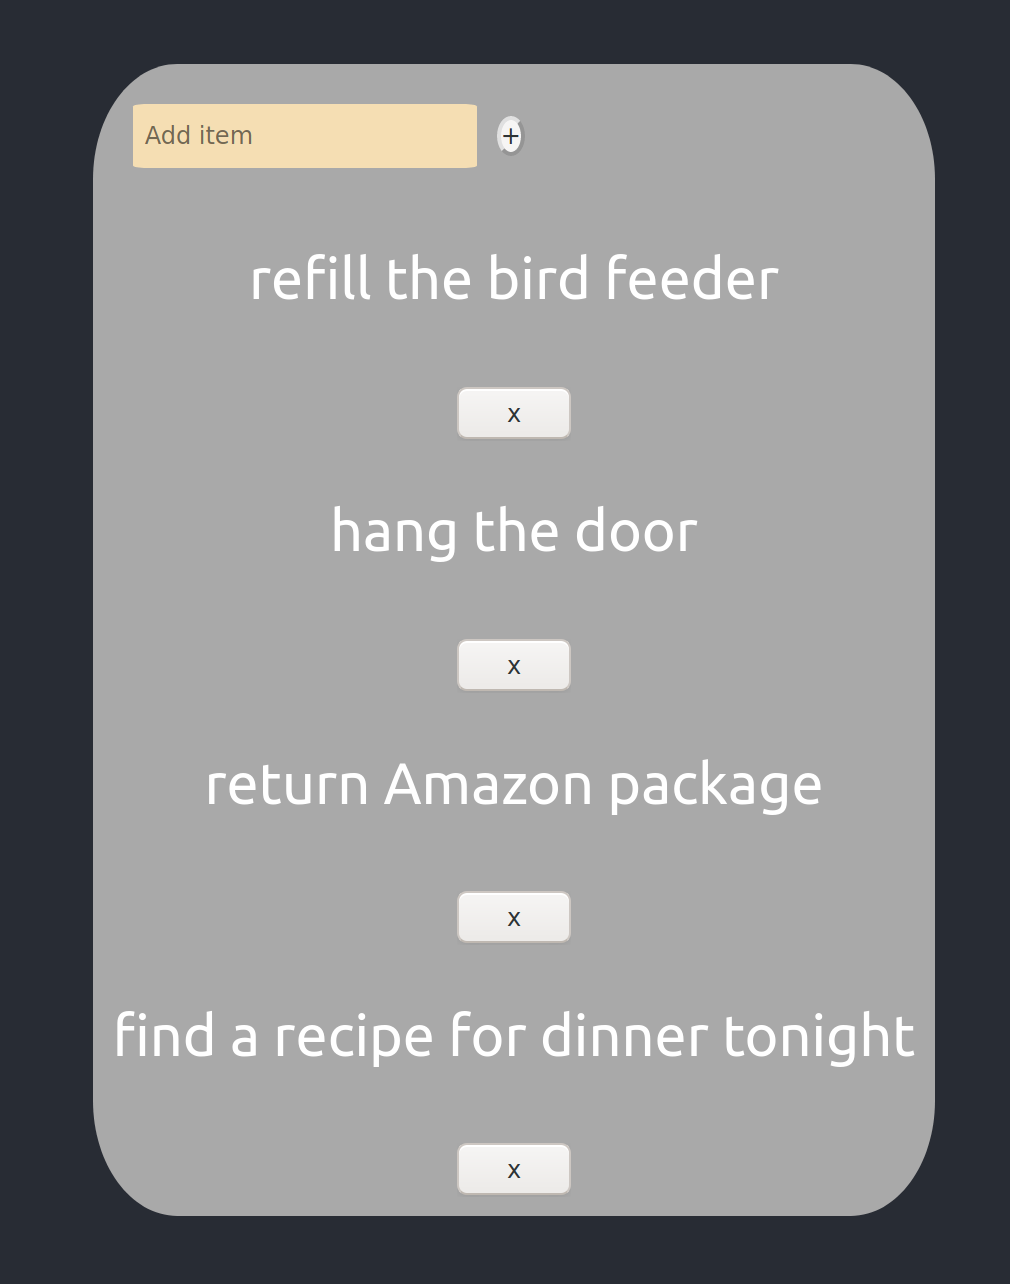 Add item
+
refill the bird feeder
x
hang the door
x
return Amazon package
x
find a recipe for dinner tonight
x